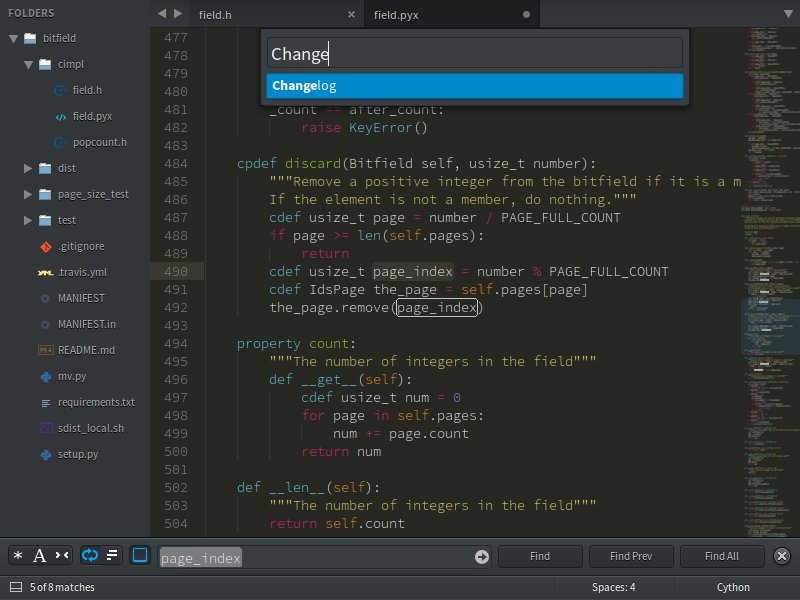 FOLDERS
bitfield
cimpl
field.h
field.pyx
popcount.h
dist
page_size_test
test
.gitignore
.travis.yml
MANIFEST
MANIFEST.in
README.md
mv.py
requirements.txt
sdist_local.sh
setup.py
field.h
field.pyx
Change
Changelog
477
478
479
480
481 _count == after_count:
482 raise KeyError()
483
484 cpdef discard(Bitfield self, usize_t number):
485 """Remove a positive integer from the bitfield if it is a m
486 If the element is not a member, do nothing."""
487 cdef usize_t page = number / PAGE_FULL_COUNT
488 if page >= len(self.pages):
489 return
490 cdef usize_t page_index = number % PAGE_FULL_COUNT
491 cdef IdsPage the_page = self.pages[page]
492 the_page.remove(page_index)
493
494 property count:
495 """The number of integers in the field"""
496 def __get__(self):
497 cdef usize_t num = 0
498 for page in self.pages:
499 num += page.count
500 return num
501
502 def __len__(self):
503 """The number of integers in the field"""
504 return self.count
page_index
Find
Find Prev
Find All
5 of 8 matches
Spaces: 4
Cython